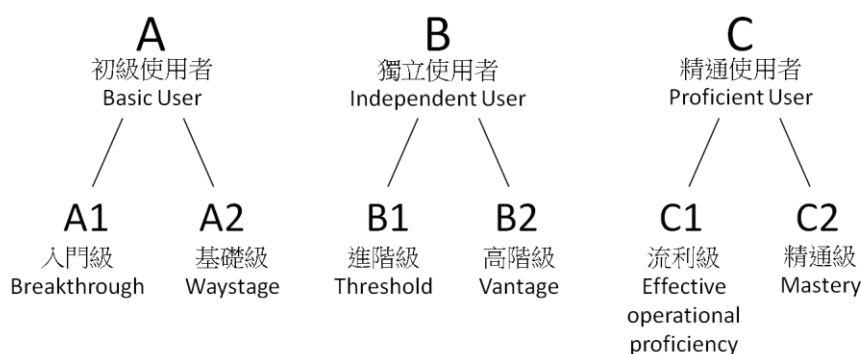 A
初級使用者
Basic User
B
獨立使用者
Independent User
C
精通使用者
Proficient User
A1
入門級
Breakthrough
A2
基礎級
Waystage
B1
進階級
Threshold
B2
高階級
Vantage
C1
流利級
Effective
operational
proficiency
C2
精通級
Mastery